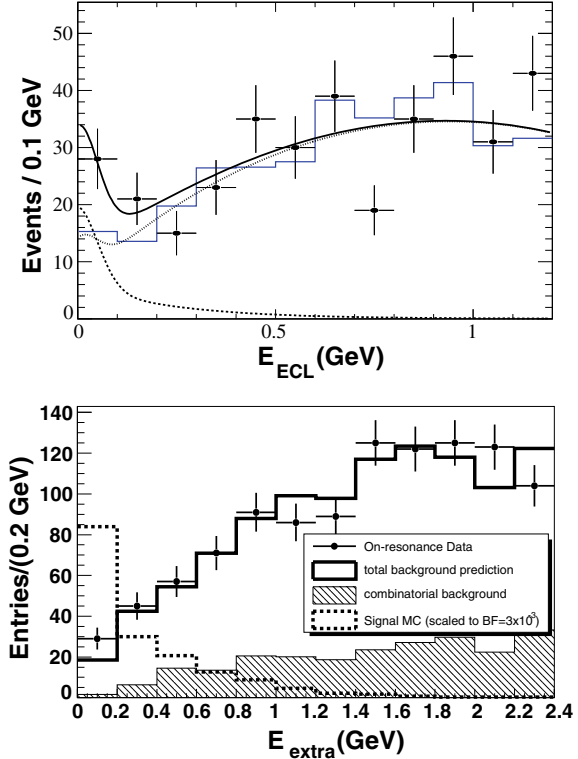 Events / 0.1 GeV
50
40
30
20
10
0
0 0.5 1
E_ECL (GeV)
Entries/(0.2 GeV)
140
120
100
80
60
40
20
0
On-resonance Data
total background prediction
combinatorial background
Signal MC (scaled to BF=3x10³)
0 0.2 0.4 0.6 0.8 1 1.2 1.4 1.6 1.8 2 2.2 2.4
E_extra (GeV)